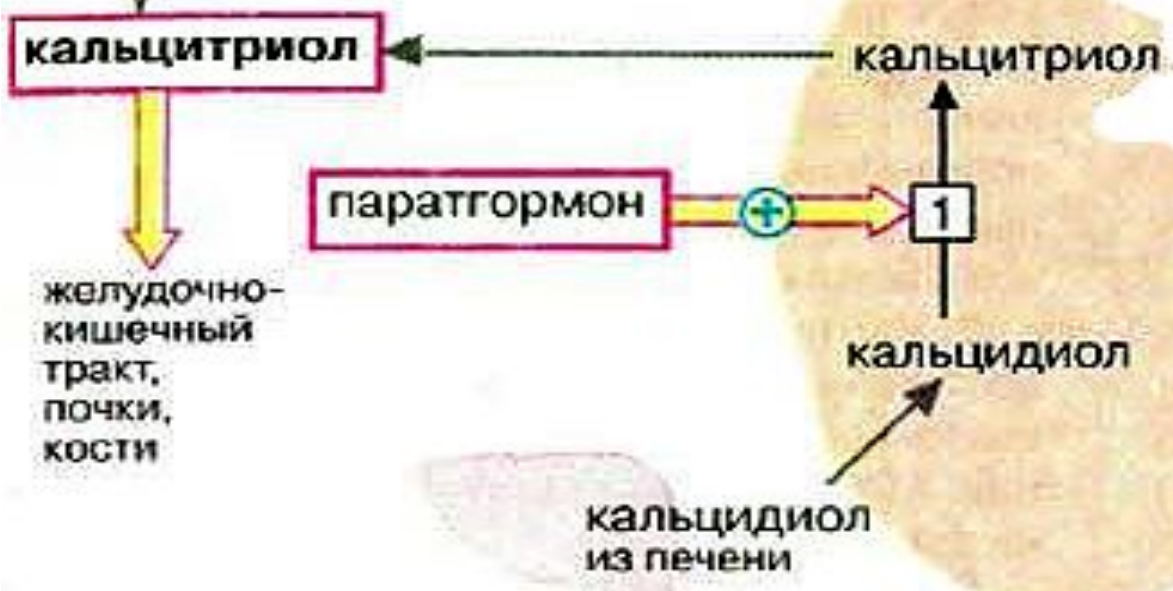 кальцитриол
кальцитриол
паратгормон
+
1
желудочно-
кишечный
тракт,
почки,
кости
кальцидиол
кальцидиол
из печени